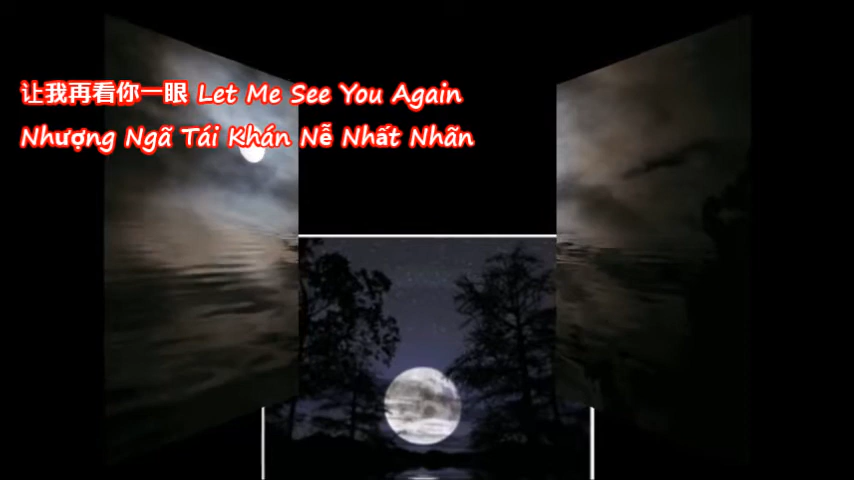 让我再看你一眼 Let Me See You Again
Nhượng Ngã Tái Khán Nễ Nhất Nhãn